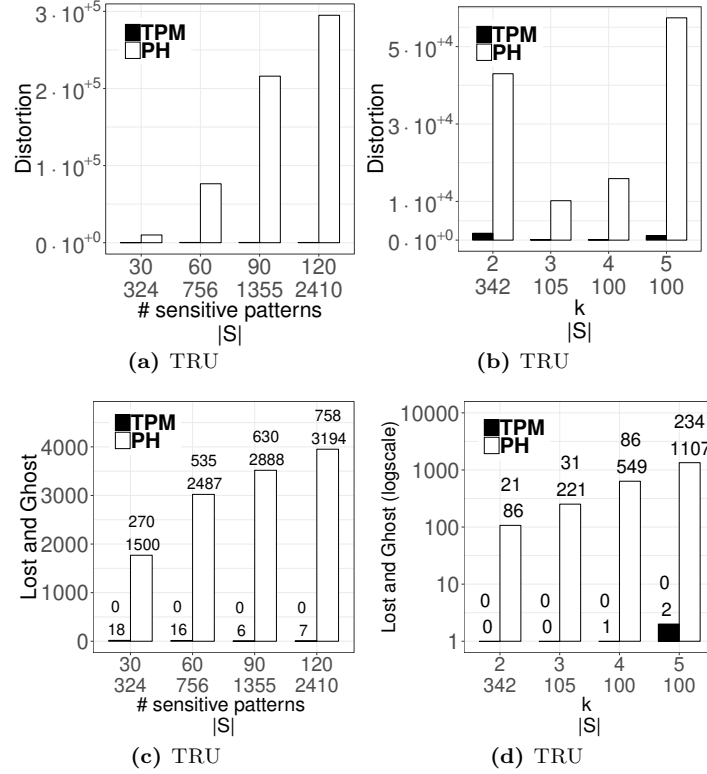 TPM
PH
Distortion
3 · 10^+5
2 · 10^+5
1 · 10^+5
0 · 10^+0
30 60 90 120
324 756 1355 2410
# sensitive patterns
|S|
(a) TRU
TPM
PH
Distortion
5 · 10^+4
3 · 10^+4
1 · 10^+4
0 · 10^+0
2 3 4 5
342 105 100 100
k
|S|
(b) TRU
TPM
PH
Lost and Ghost
4000
3000
2000
1000
0
270
1500
535
2487
630
2888
758
3194
0 0 0 0
18 16 6 7
30 60 90 120
324 756 1355 2410
# sensitive patterns
|S|
(c) TRU
TPM
PH
Lost and Ghost (logscale)
10000
1000
100
10
1
21
86
31
221
86
549
234
1107
0 0 0 0
0 0 1 2
2 3 4 5
342 105 100 100
k
|S|
(d) TRU